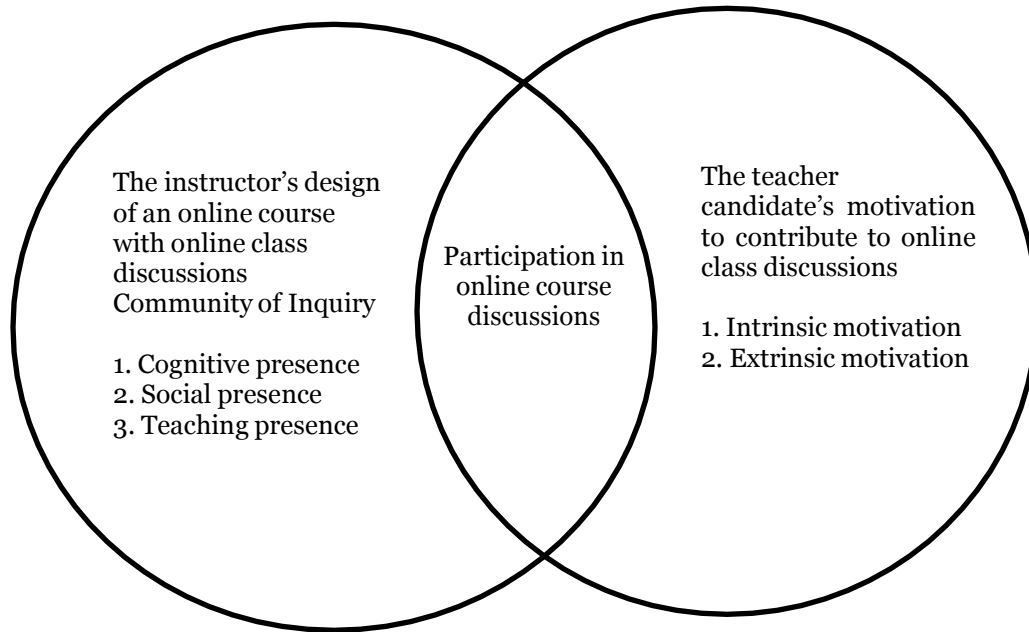 The instructor’s design
of an online course
with online class
discussions
Community of Inquiry
1. Cognitive presence
2. Social presence
3. Teaching presence
Participation in
online course
discussions
The teacher
candidate’s motivation
to contribute to online
class discussions
1. Intrinsic motivation
2. Extrinsic motivation